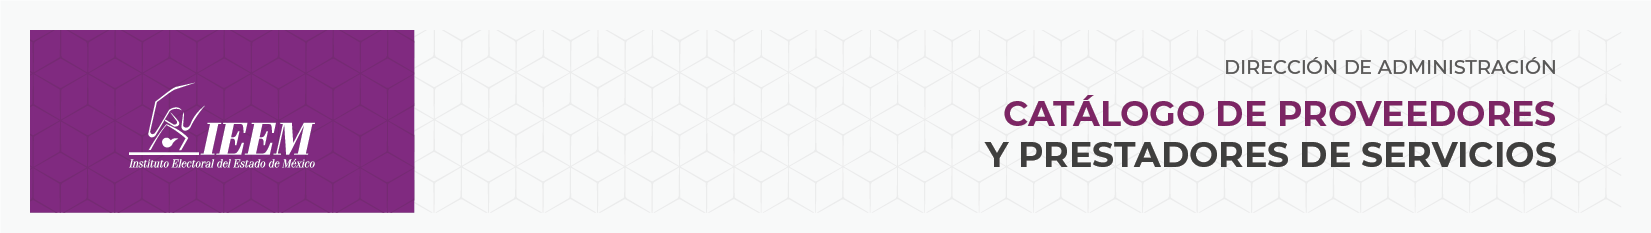 IEEM
Instituto Electoral del Estado de México
DIRECCIÓN DE ADMINISTRACIÓN
CATÁLOGO DE PROVEEDORES
Y PRESTADORES DE SERVICIOS